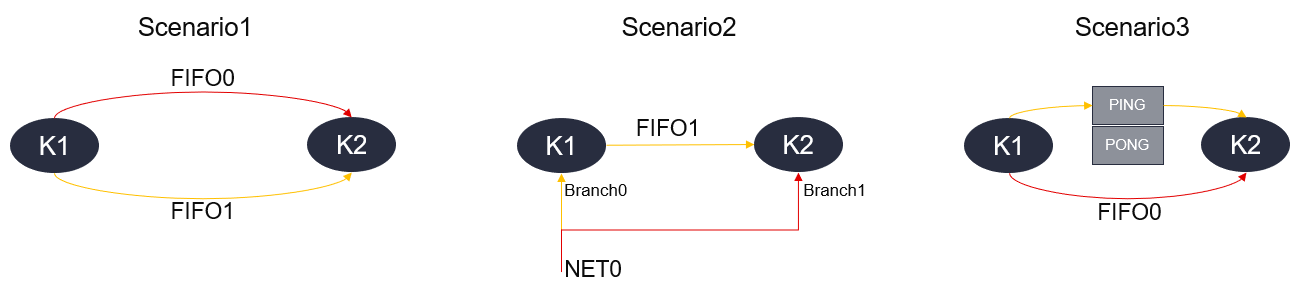 Scenario1
FIFO0
K1
K2
FIFO1
Scenario2
FIFO1
K1
K2
Branch0
Branch1
NET0
Scenario3
PING
K1
PONG
K2
FIFO0